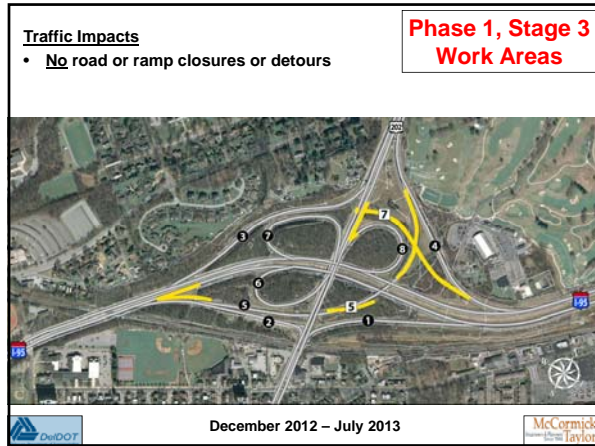 Traffic Impacts
• No road or ramp closures or detours
Phase 1, Stage 3
Work Areas
202
7
3
7
8
4
6
5
5
2
1
I-95
I-95
DelDOT
December 2012 – July 2013
McCormick
Taylor